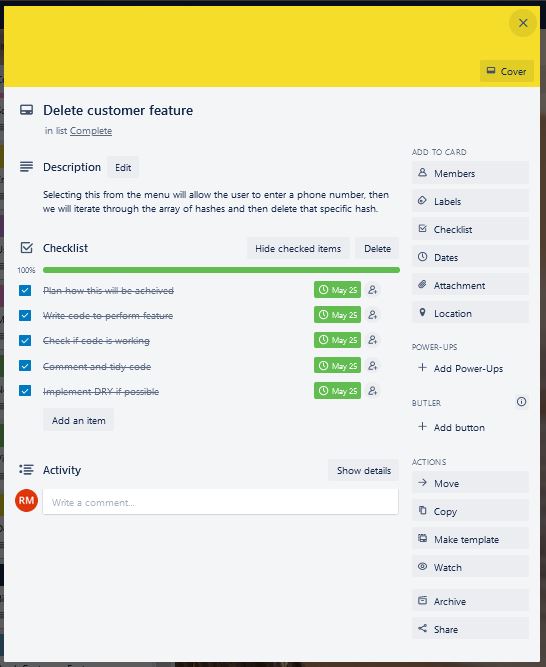 Cover
Delete customer feature
in list Complete
Description Edit
Selecting this from the menu will allow the user to enter a phone number, then
we will iterate through the array of hashes and then delete that specific hash.
Checklist Hide checked items Delete
100%
Plan how this will be acheived May 25
Write code to perform feature May 25
Check if code is working May 25
Comment and tidy code May 25
Implement DRY if possible May 25
Add an item
Activity Show details
RM Write a comment...
ADD TO CARD
Members
Labels
Checklist
Dates
Attachment
Location
POWER-UPS
+ Add Power-Ups
BUTLER
+ Add button
ACTIONS
Move
Copy
Make template
Watch
Archive
Share